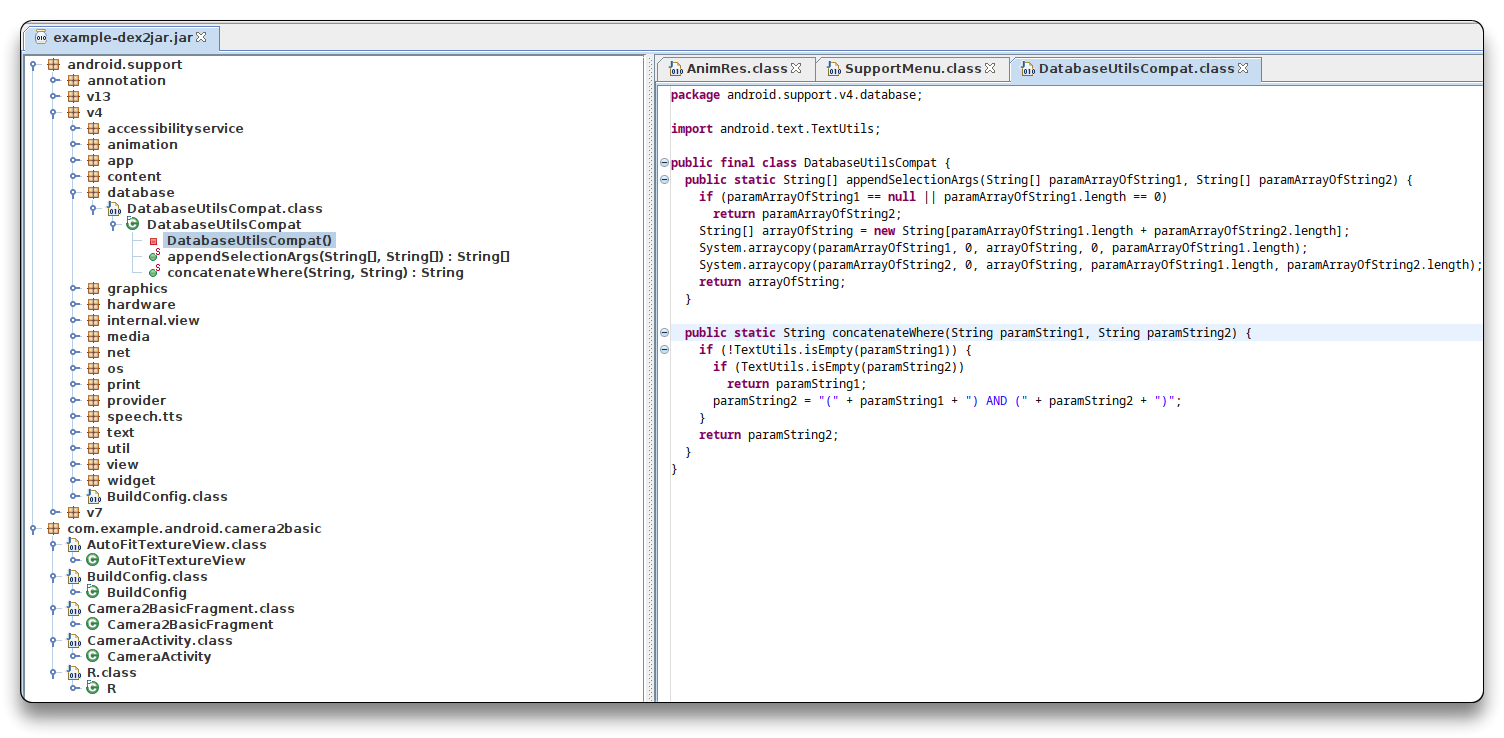 example-dex2jar.jar
android.support
annotation
v13
v4
accessibilityservice
animation
app
content
database
DatabaseUtilsCompat.class
DatabaseUtilsCompat
DatabaseUtilsCompat()
appendSelectionArgs(String[], String[]) : String[]
concatenateWhere(String, String) : String
graphics
hardware
internal.view
media
net
os
print
provider
speech.tts
text
util
view
widget
BuildConfig.class
v7
com.example.android.camera2basic
AutoFitTextureView.class
AutoFitTextureView
BuildConfig.class
BuildConfig
Camera2BasicFragment.class
Camera2BasicFragment
CameraActivity.class
CameraActivity
R.class
R
AnimRes.class SupportMenu.class DatabaseUtilsCompat.class
package android.support.v4.database;
import android.text.TextUtils;
public final class DatabaseUtilsCompat {
public static String[] appendSelectionArgs(String[] paramArrayOfString1, String[] paramArrayOfString2) {
if (paramArrayOfString1 == null || paramArrayOfString1.length == 0)
return paramArrayOfString2;
String[] arrayOfString = new String[paramArrayOfString1.length + paramArrayOfString2.length];
System.arraycopy(paramArrayOfString1, 0, arrayOfString, 0, paramArrayOfString1.length);
System.arraycopy(paramArrayOfString2, 0, arrayOfString, paramArrayOfString1.length, paramArrayOfString2.length);
return arrayOfString;
}
public static String concatenateWhere(String paramString1, String paramString2) {
if (!TextUtils.isEmpty(paramString1)) {
if (TextUtils.isEmpty(paramString2))
return paramString1;
paramString2 = "(" + paramString1 + ") AND (" + paramString2 + ")";
}
return paramString2;
}
}